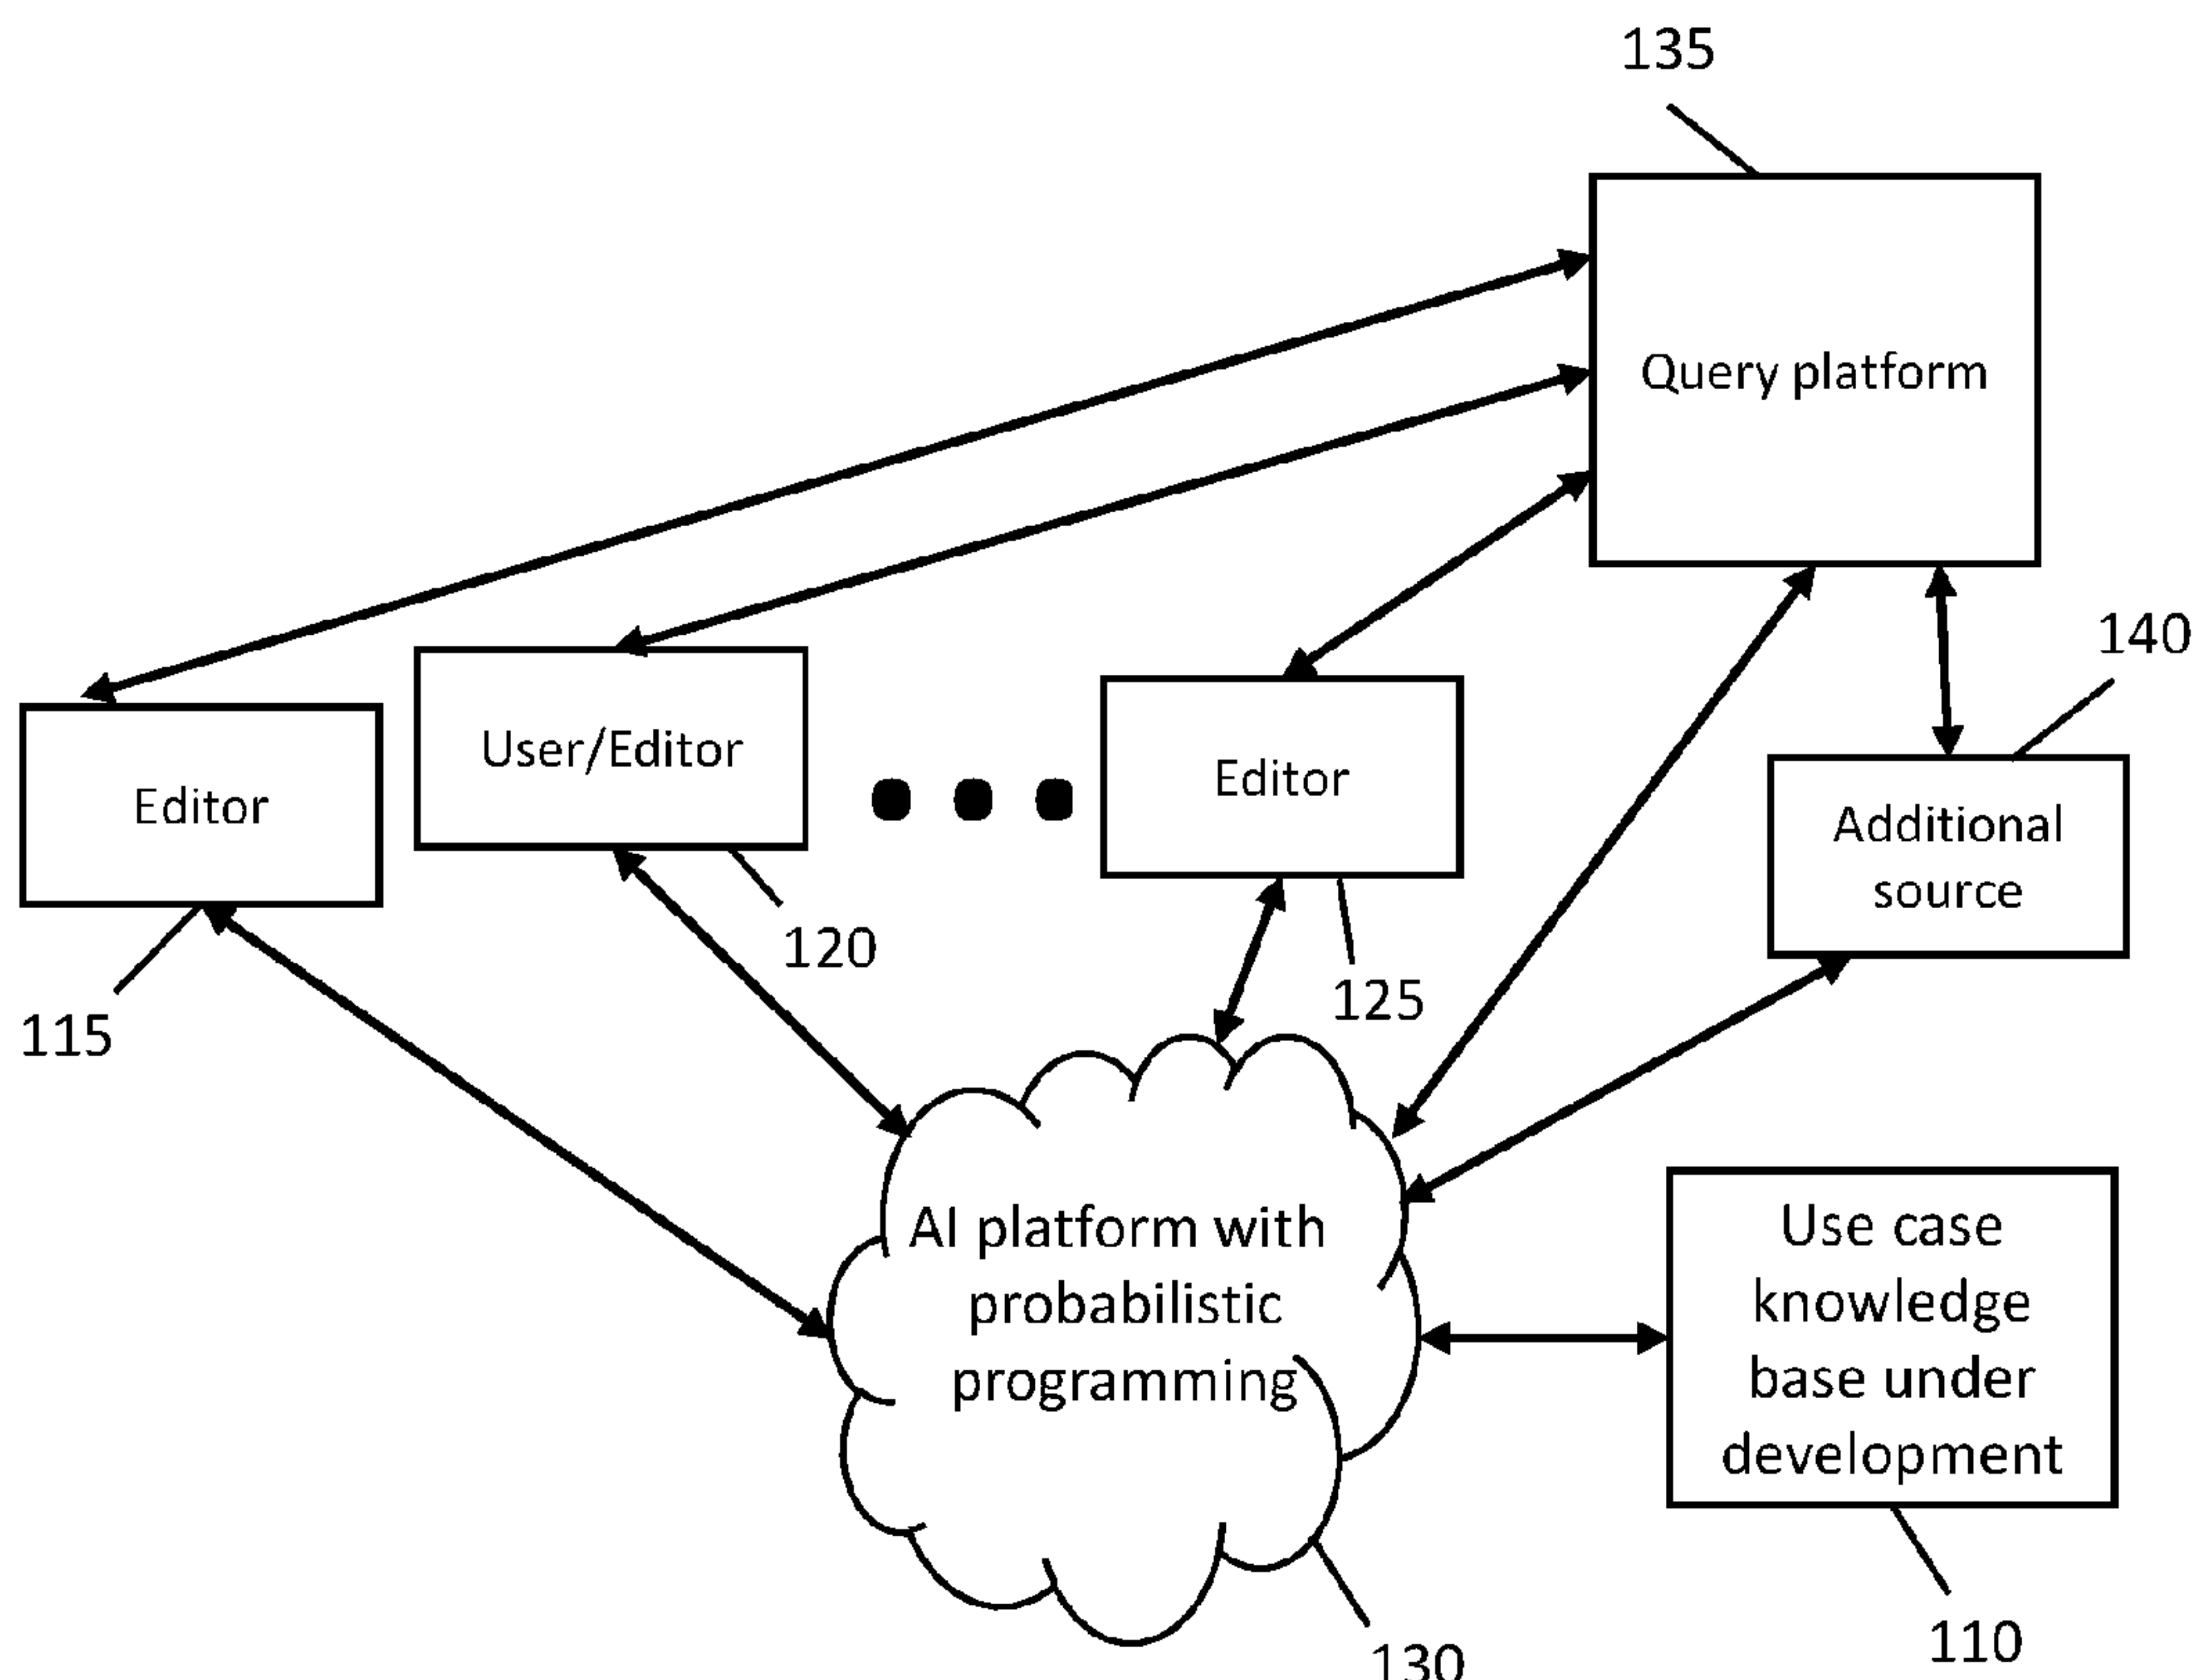 135
Query platform
140
User/Editor
Editor
Editor
Additional
source
120
125
115
AI platform with
probabilistic
programming
Use case
knowledge
base under
development
110
130